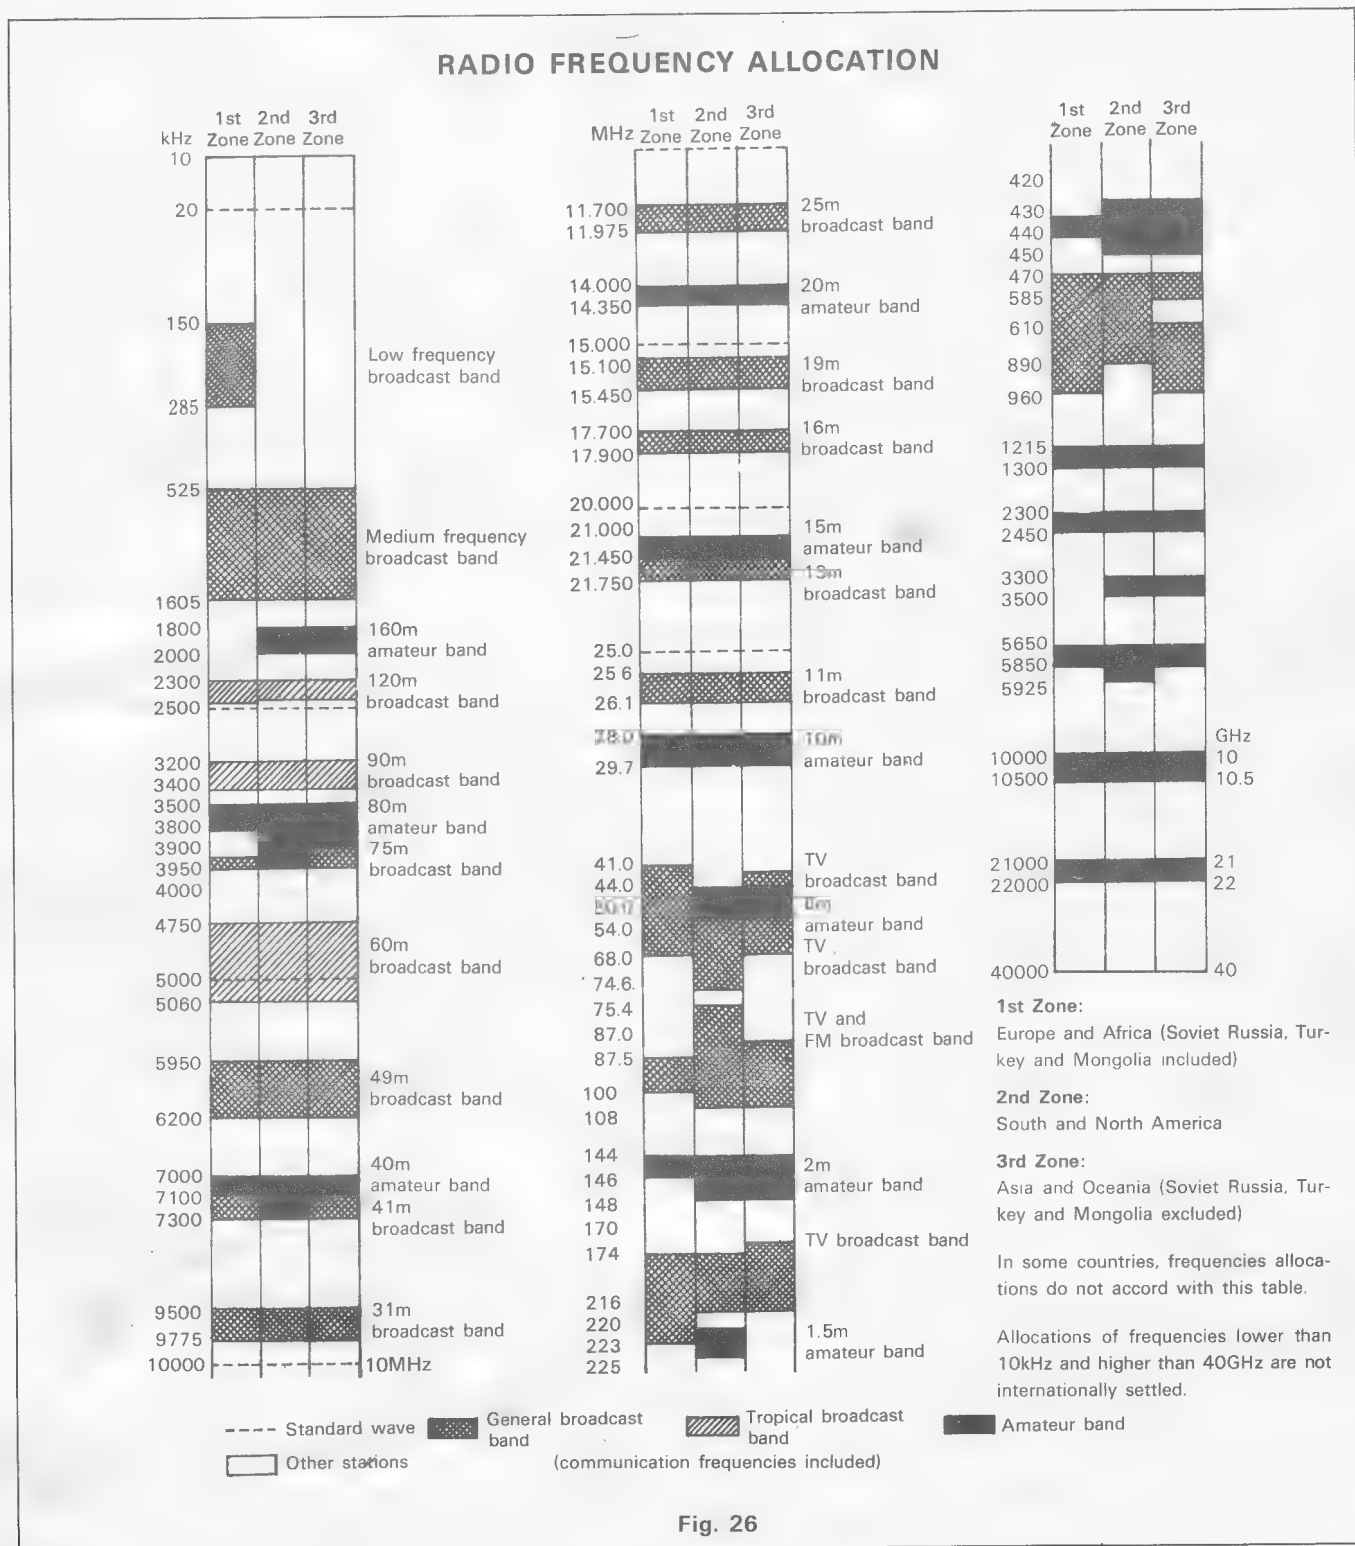 RADIO FREQUENCY ALLOCATION
1st 2nd 3rd
kHz Zone Zone Zone
10
20
150
Low frequency
broadcast band
285
525
Medium frequency
broadcast band
1605
1800 160m
amateur band
2000
2300 120m
broadcast band
2500
3200 90m
broadcast band
3400
3500 80m
3800 amateur band
3900 75m
3950 broadcast band
4000
4750
60m
broadcast band
5000
5060
5950
49m
broadcast band
6200
40m
7000 amateur band
7100 41m
7300 broadcast band
9500 31m
9775 broadcast band
10000 10MHz
1st 2nd 3rd
MHz Zone Zone Zone
11.700 25m
11.975 broadcast band
14.000 20m
14.350 amateur band
15.000
15.100 19m
broadcast band
15.450
17.700 16m
17.900 broadcast band
20.000
21.000 15m
amateur band
21.450
13m
21.750 broadcast band
25.0
25 6 11m
26.1 broadcast band
28.0 10m
29.7 amateur band
41.0 TV
44.0 broadcast band
50.0
54.0 amateur band
TV
68.0 broadcast band
74.6.
75.4 TV and
87.0 FM broadcast band
87.5
100
108
144 2m
146 amateur band
148
170 TV broadcast band
174
216
220 1.5m
223 amateur band
225
1st 2nd 3rd
Zone Zone Zone
420
430
440
450
470
585
610
890
960
1215
1300
2300
2450
3300
3500
5650
5850
5925
GHz
10000 10
10500 10.5
21000 21
22000 22
40000 40
1st Zone:
Europe and Africa (Soviet Russia, Tur-
key and Mongolia included)
2nd Zone:
South and North America
3rd Zone:
Asia and Oceania (Soviet Russia, Tur-
key and Mongolia excluded)
In some countries, frequencies alloca-
tions do not accord with this table.
Allocations of frequencies lower than
10kHz and higher than 40GHz are not
internationally settled.
Standard wave General broadcast band Tropical broadcast band Amateur band
Other stations (communication frequencies included)
Fig. 26